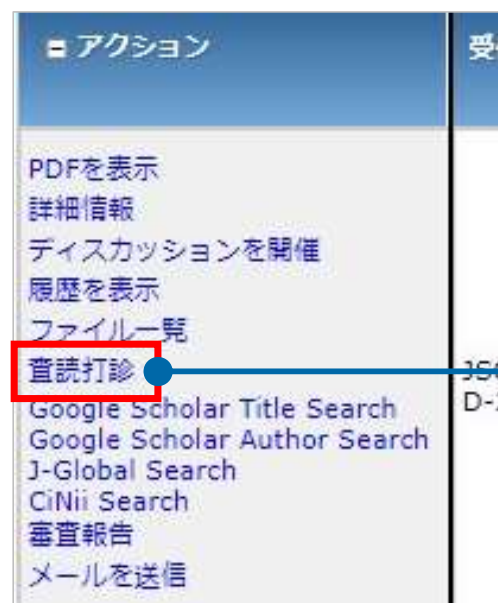 アクション
PDFを表示
詳細情報
ディスカッションを開催
履歴を表示
ファイル一覧
査読打診
Google Scholar Title Search
Google Scholar Author Search
J-Global Search
CiNii Search
審査報告
メールを送信
受
D-